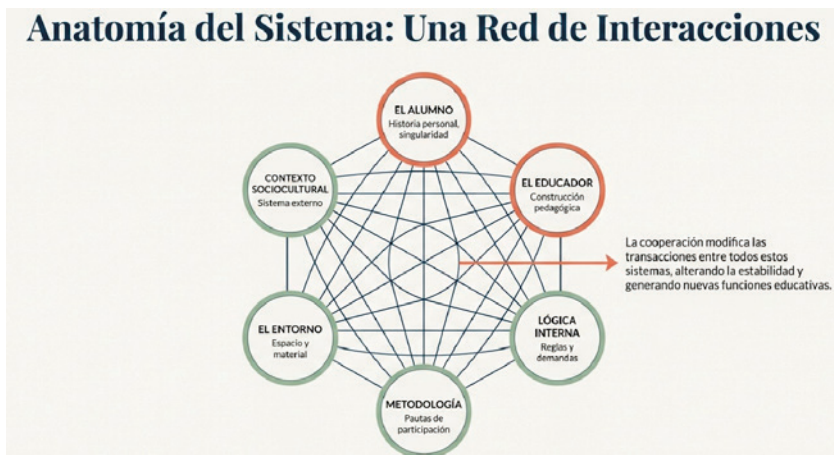 Anatomía del Sistema: Una Red de Interacciones
EL ALUMNO
Historia personal,
singularidad
CONTEXTO
SOCIOCULTURAL
Sistema externo
EL EDUCADOR
Construcción
pedagógica
La cooperación modifica las
transacciones entre todos estos
sistemas, alterando la estabilidad y
generando nuevas funciones educativas.
EL ENTORNO
Espacio y
material
LÓGICA
INTERNA
Reglas y
demandas
METODOLOGÍA
Pautas de
participación